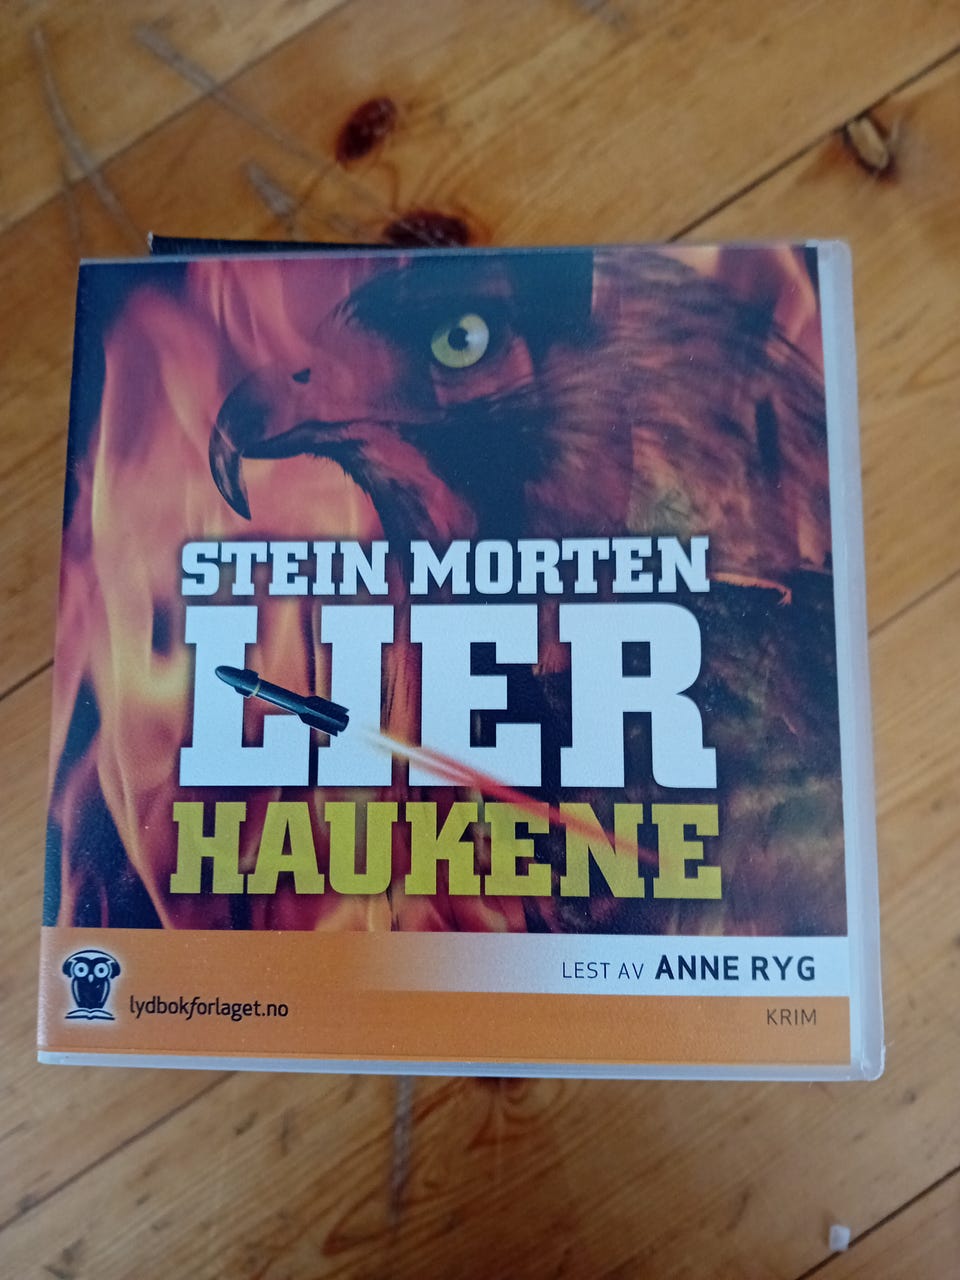 STEIN MORTEN
LIER
HAUKENE
LEST AV ANNE RYG
lydbokforlaget.no
KRIM